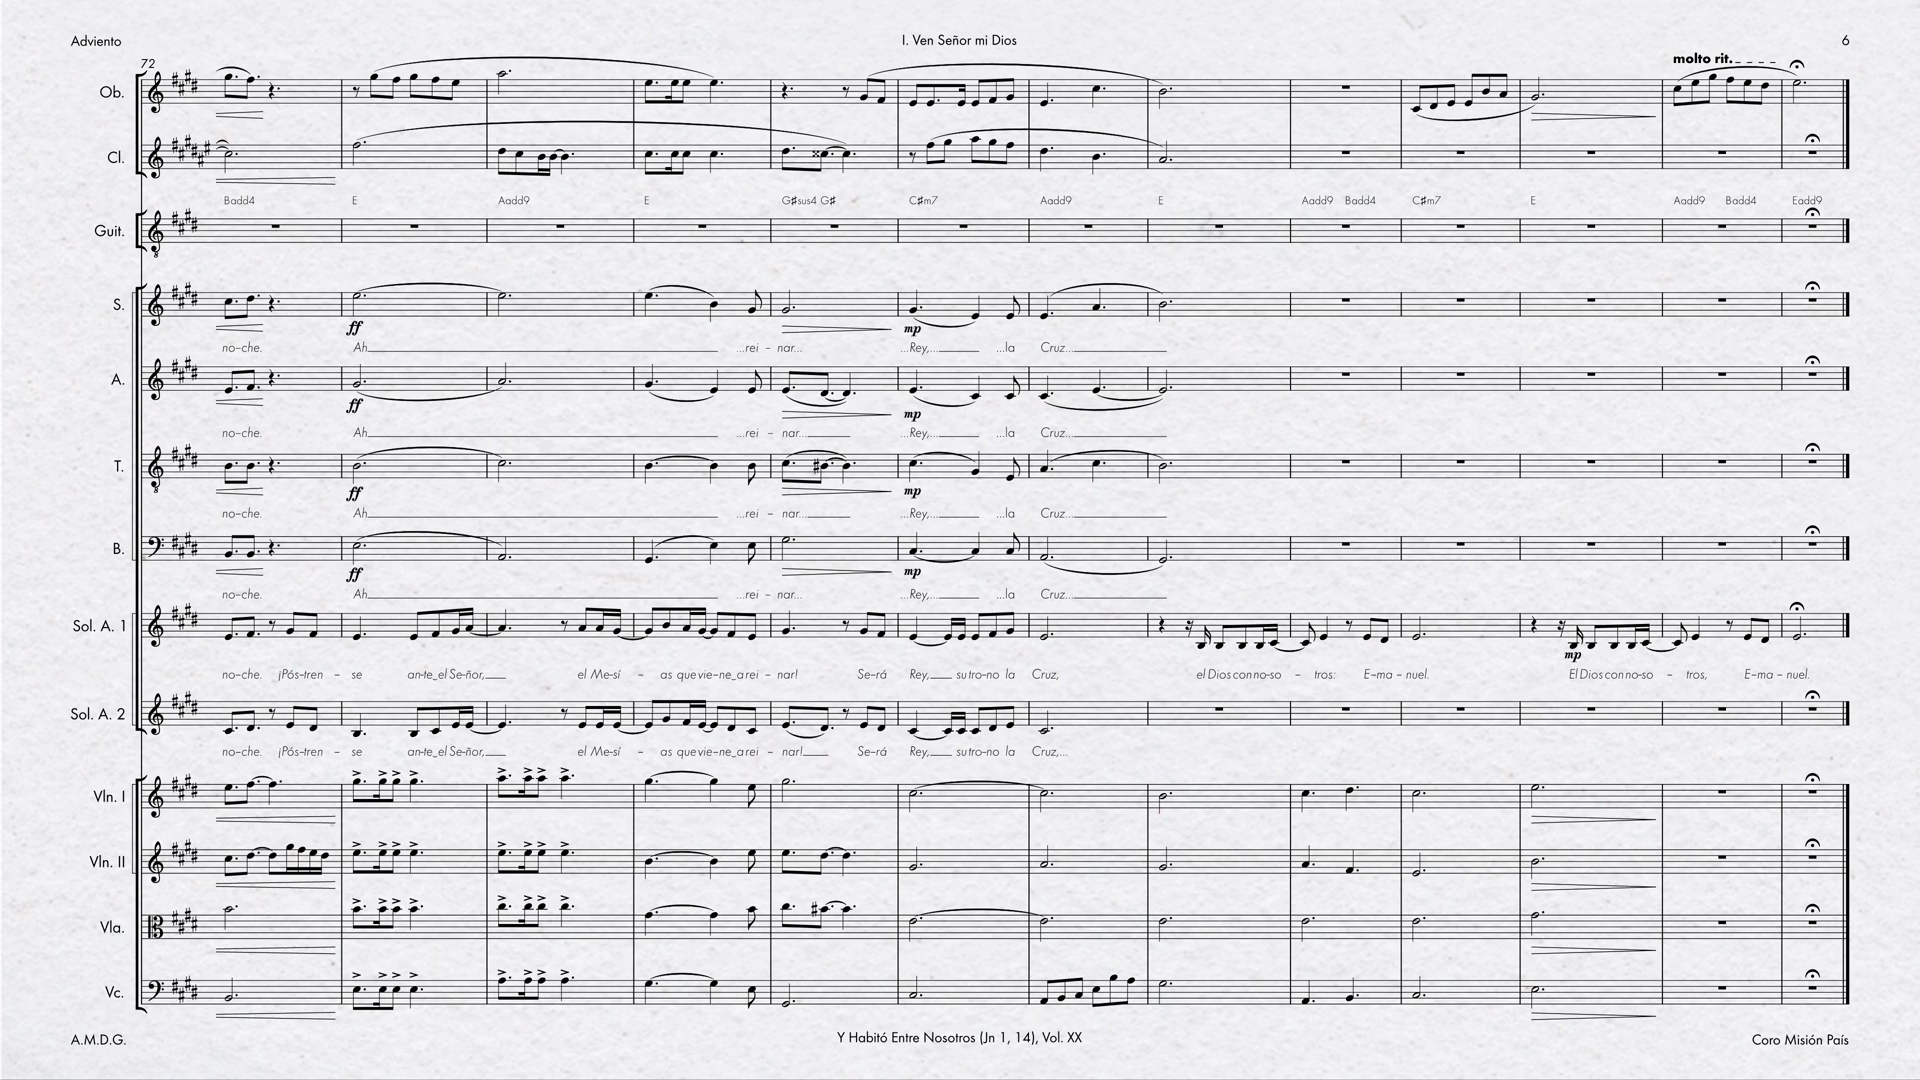 Adviento I. Ven Señor mi Dios 6
72 molto rit.
Ob.
Cl.
Badd4 E Aadd9 E G♯sus4 G♯ C♯m7 Aadd9 E Aadd9 Badd4 C♯m7 E Aadd9 Badd4 Eadd9
Guit.
S.
ff mp
no–che. Ah ...rei – nar... ...Rey,... ...la Cruz...
A.
ff mp
no–che. Ah ...rei – nar... ...Rey,... ...la Cruz...
T.
ff mp
no–che. Ah ...rei – nar... ...Rey,... ...la Cruz...
B.
ff mp
no–che. Ah ...rei – nar... ...Rey,... ...la Cruz...
Sol. A. 1
mp
no–che. ¡Pós–tren – se an–te_el Se–ñor, el Me–sí – as que vie–ne_a rei – nar! Se–rá Rey, su tro–no la Cruz, el Dios con no–so – tros: E–ma – nuel. El Dios con no–so – tros, E–ma – nuel.
Sol. A. 2
no–che. ¡Pós–tren – se an–te_el Se–ñor, el Me–sí – as que vie–ne_a rei – nar! Se–rá Rey, su tro–no la Cruz,...
Vln. I
Vln. II
Vla.
Vc.
A.M.D.G. Y Habitó Entre Nosotros (Jn 1, 14), Vol. XX Coro Misión País